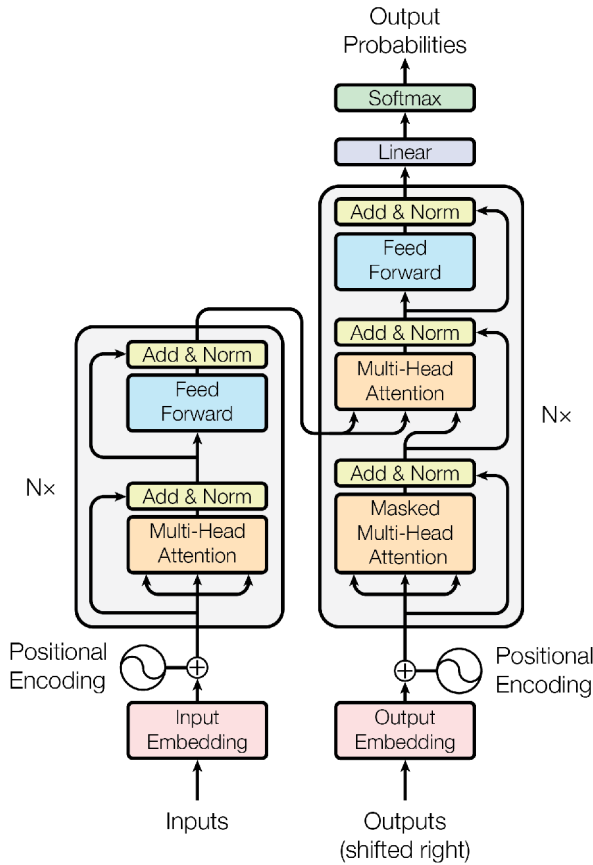 Output
Probabilities
Softmax
Linear
Add & Norm
Feed
Forward
Add & Norm
Multi-Head
Attention
Add & Norm
Masked
Multi-Head
Attention
N×
Add & Norm
Feed
Forward
N×
Add & Norm
Multi-Head
Attention
Positional
Encoding
Positional
Encoding
Input
Embedding
Output
Embedding
Inputs
Outputs
(shifted right)